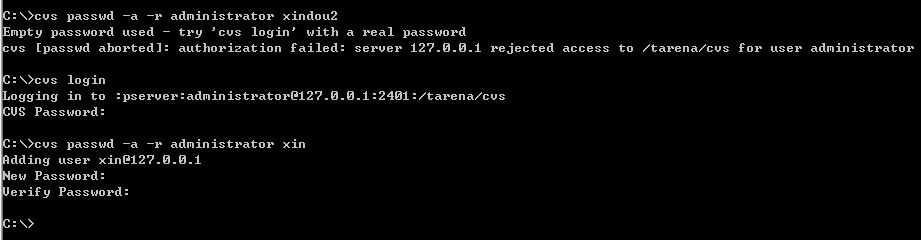 C:\>cvs passwd -a -r administrator xindou2
Empty password used - try 'cvs login' with a real password
cvs [passwd aborted]: authorization failed: server 127.0.0.1 rejected access to /tarena/cvs for user administrator
C:\>cvs login
Logging in to :pserver:administrator@127.0.0.1:2401:/tarena/cvs
CVS Password:
C:\>cvs passwd -a -r administrator xin
Adding user xin@127.0.0.1
New Password:
Verify Password:
C:\>